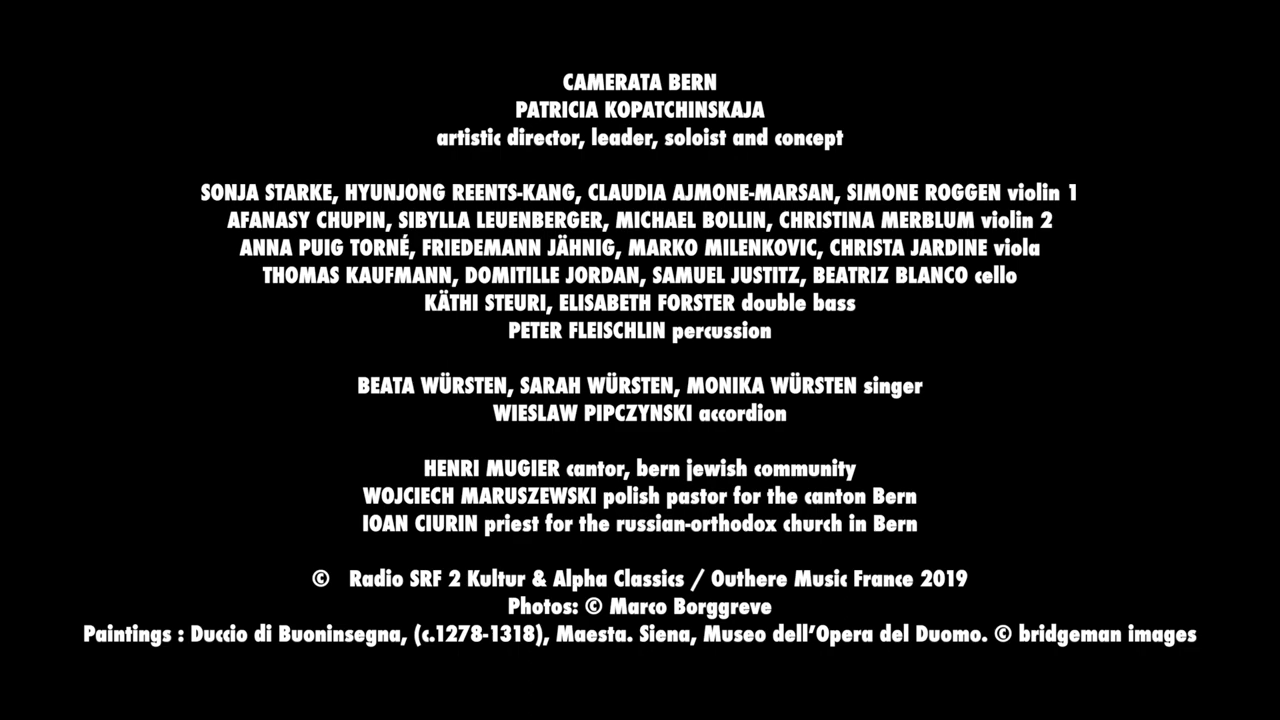 CAMERATA BERN
PATRICIA KOPATCHINSKAJA
artistic director, leader, soloist and concept
SONJA STARKE, HYUNJONG REENTS-KANG, CLAUDIA AJMONE-MARSAN, SIMONE ROGGEN violin 1
AFANASY CHUPIN, SIBYLLA LEUENBERGER, MICHAEL BOLLIN, CHRISTINA MERBLUM violin 2
ANNA PUIG TORNÉ, FRIEDEMANN JÄHNIG, MARKO MILENKOVIC, CHRISTA JARDINE viola
THOMAS KAUFMANN, DOMITILLE JORDAN, SAMUEL JUSTITZ, BEATRIZ BLANCO cello
KÄTHI STEURI, ELISABETH FORSTER double bass
PETER FLEISCHLIN percussion
BEATA WÜRSTEN, SARAH WÜRSTEN, MONIKA WÜRSTEN singer
WIESLAW PIPCZYNSKI accordion
HENRI MUGIER cantor, bern jewish community
WOJCIECH MARUSZEWSKI polish pastor for the canton Bern
IOAN CIURIN priest for the russian-orthodox church in Bern
© Radio SRF 2 Kultur & Alpha Classics / Outhere Music France 2019
Photos: © Marco Borggreve
Paintings : Duccio di Buoninsegna, (c.1278-1318), Maesta. Siena, Museo dell’Opera del Duomo. © bridgeman images